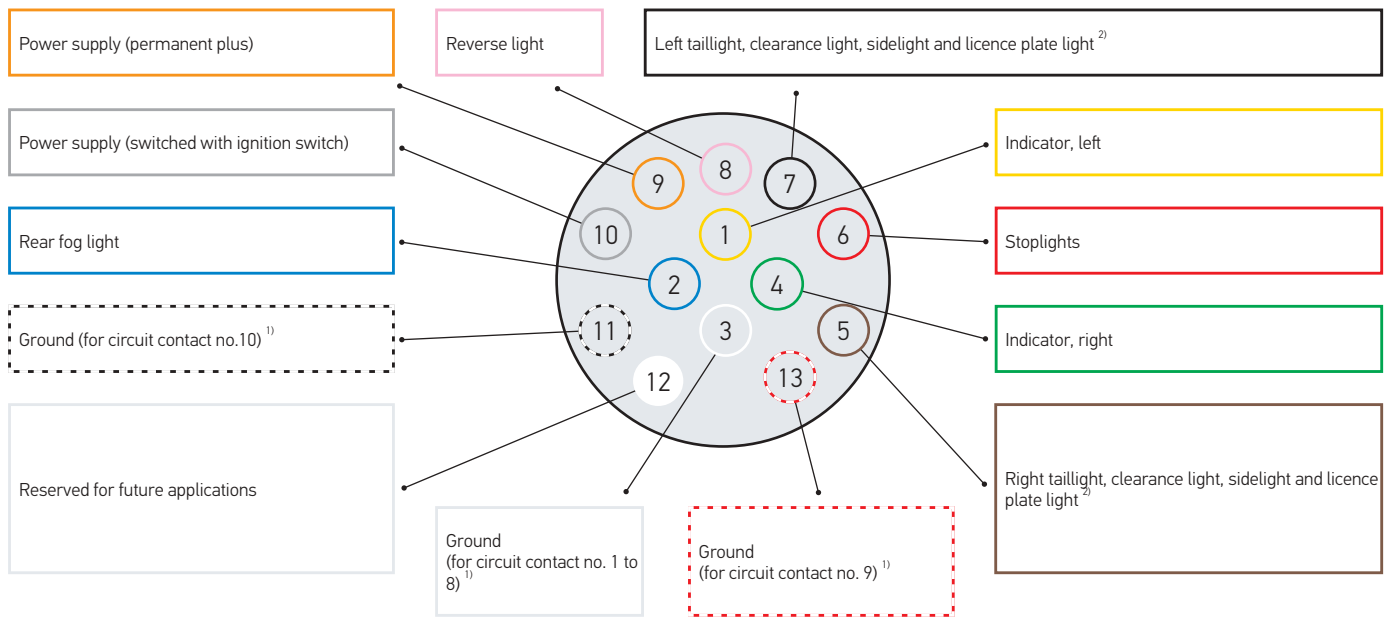 Power supply (permanent plus)
Reverse light
Left taillight, clearance light, sidelight and licence plate light 2)
Power supply (switched with ignition switch)
Indicator, left
Rear fog light
Stoplights
Ground (for circuit contact no.10) 1)
Indicator, right
Reserved for future applications
Right taillight, clearance light, sidelight and licence
plate light 2)
Ground
(for circuit contact no. 1 to
8) 1)
Ground
(for circuit contact no. 9) 1)
8
9
7
10
1
6
2
4
11
3
5
12
13